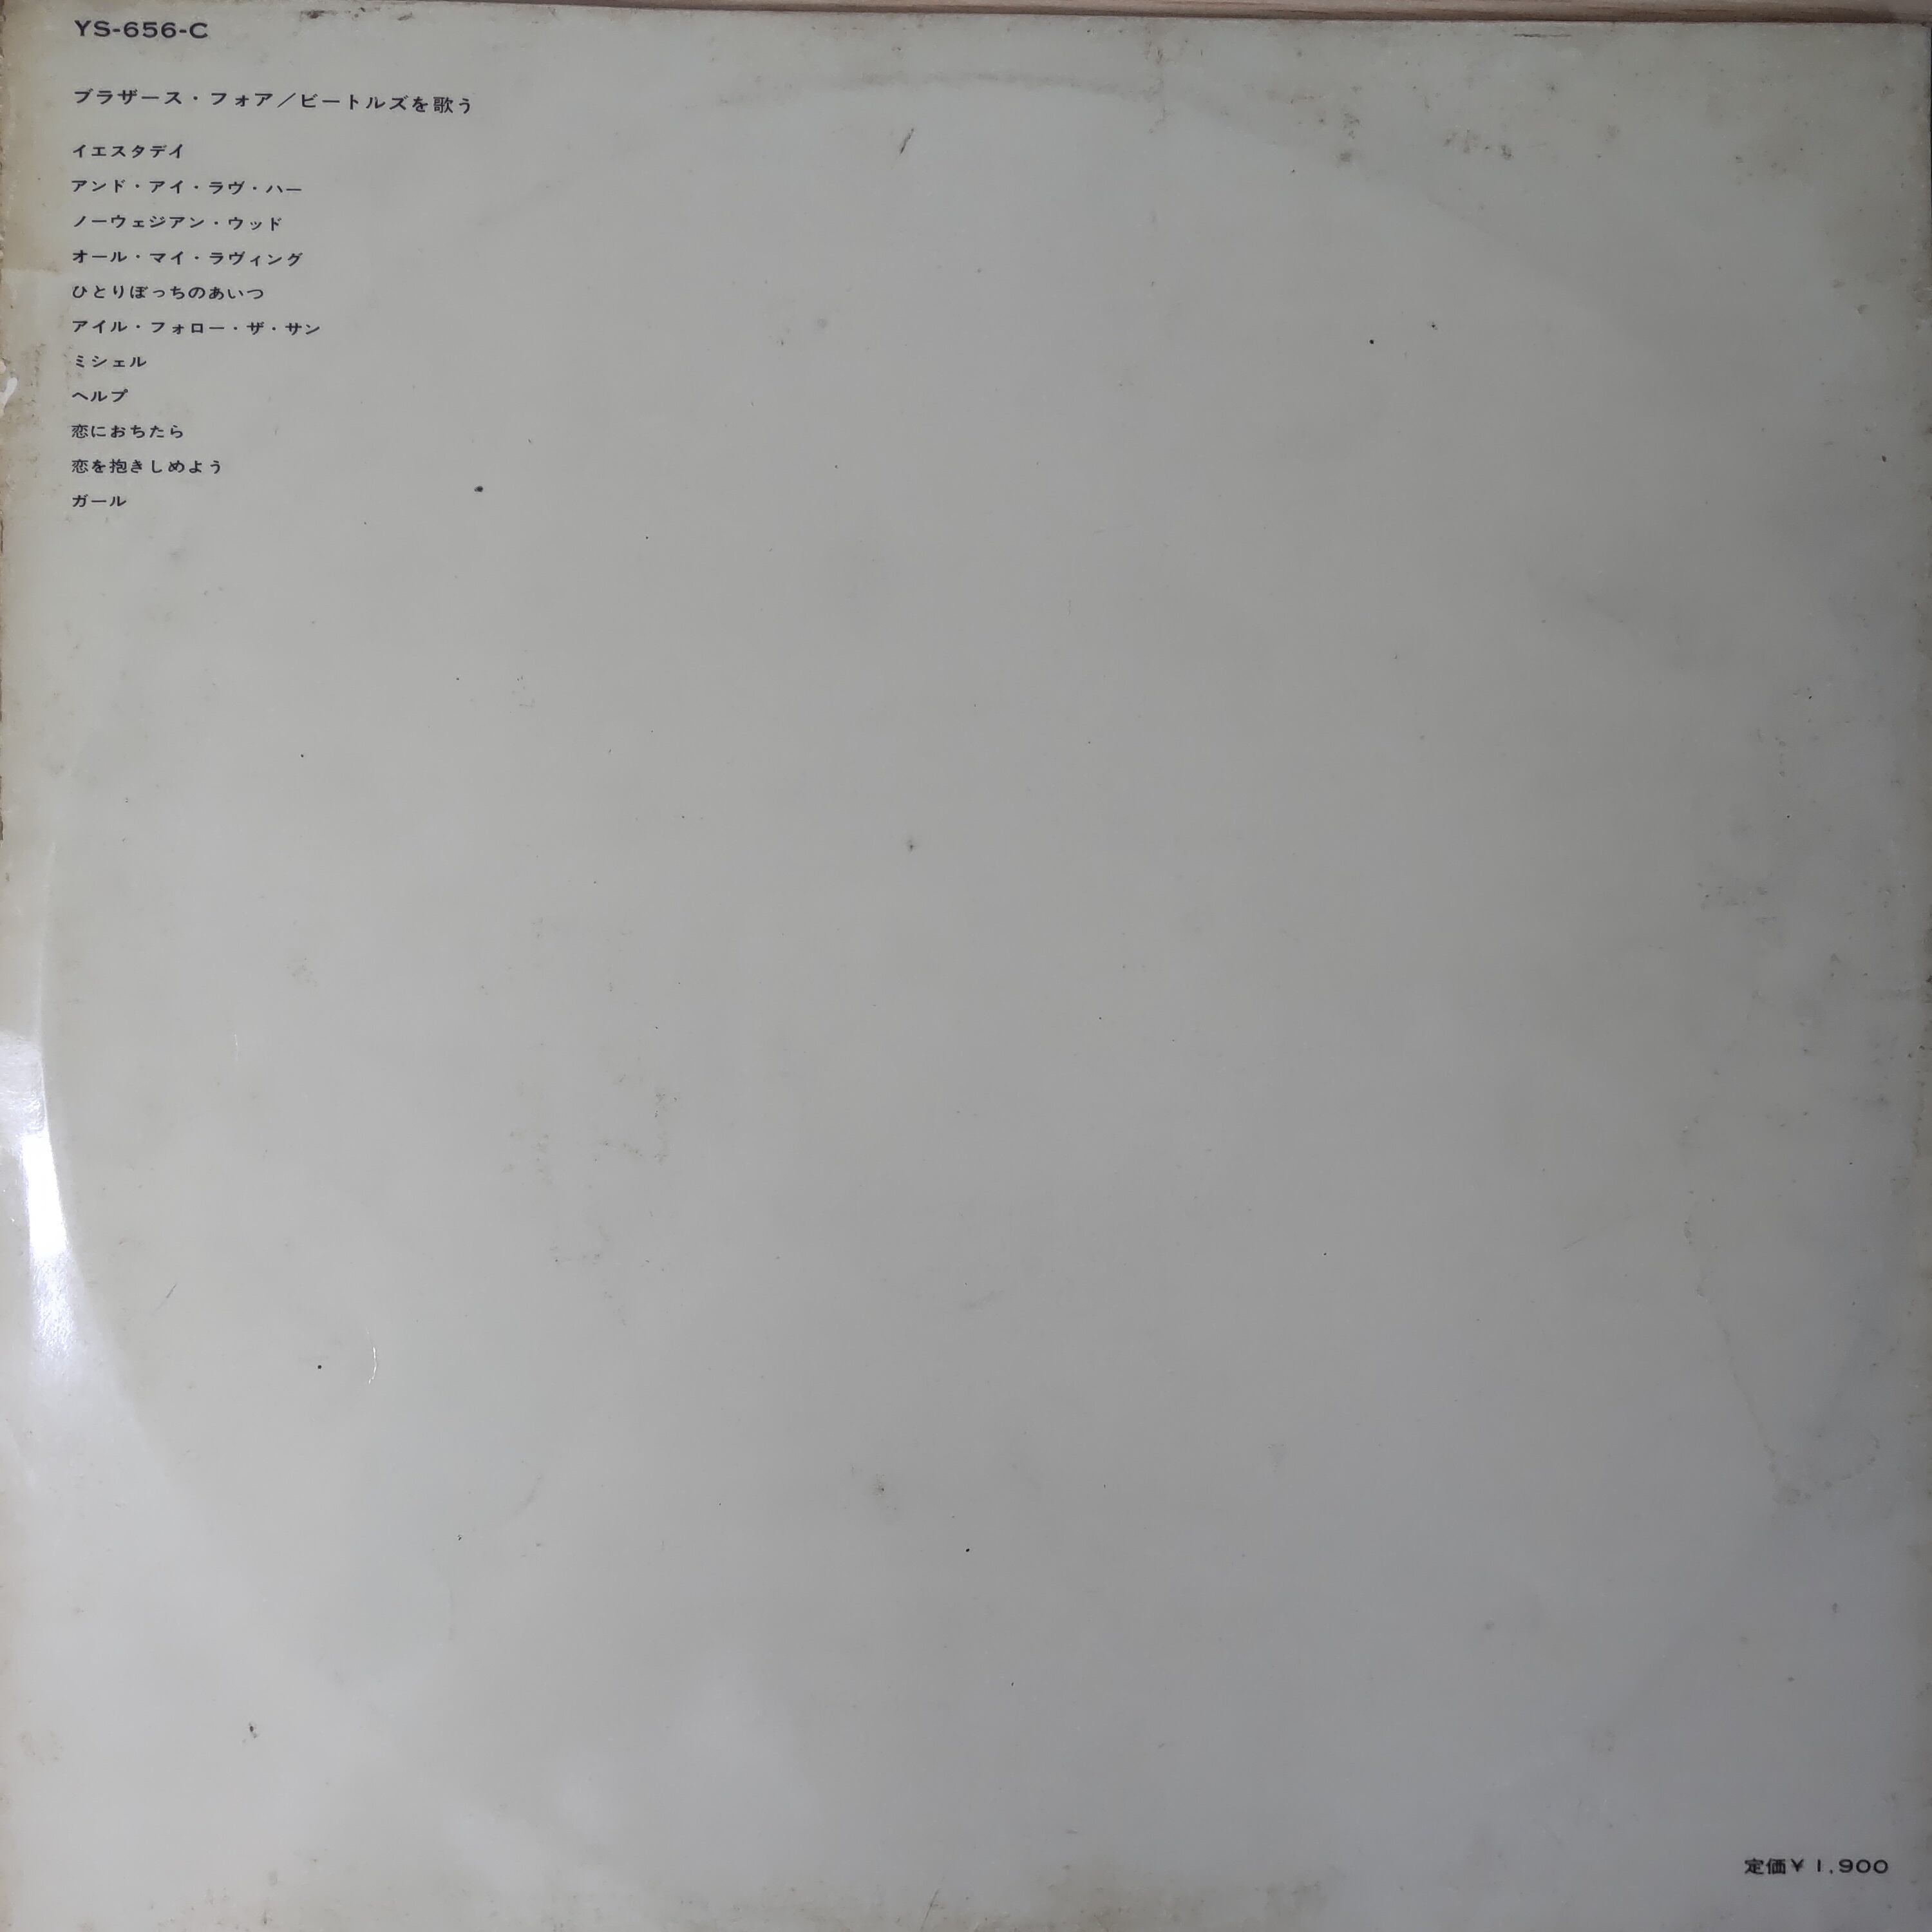 YS-656-C
ブラザース・フォア／ビートルズを歌う
イエスタデイ
アンド・アイ・ラヴ・ハー
ノーウェジアン・ウッド
オール・マイ・ラヴィング
ひとりぼっちのあいつ
アイル・フォロー・ザ・サン
ミシェル
ヘルプ
恋におちたら
恋を抱きしめよう
ガール
定価¥1,900